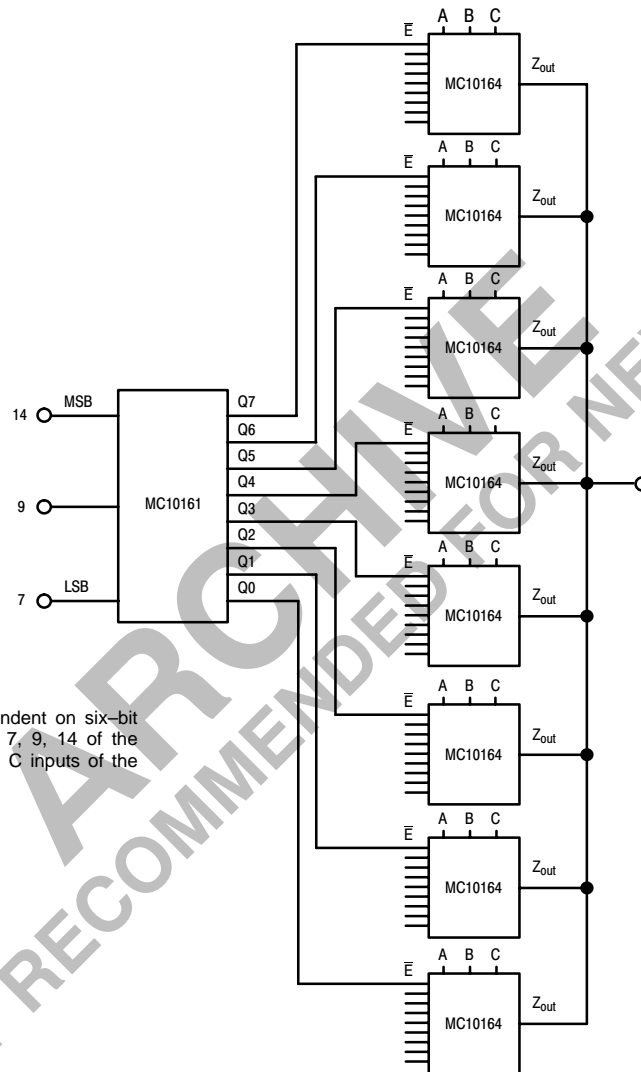 A B C
E
MC10164
Zout
A B C
E
MC10164
Zout
A B C
E
MC10164
Zout
14 MSB
9
7 LSB
MC10161
Q7
Q6
Q5
Q4
Q3
Q2
Q1
Q0
A B C
E
MC10164
Zout
A B C
E
MC10164
Zout
ndent on six–bit
7, 9, 14 of the
C inputs of the
A B C
E
MC10164
Zout
A B C
E
MC10164
Zout
A B C
E
MC10164
Zout
ARCHIVE
RECOMMENDED FOR NE